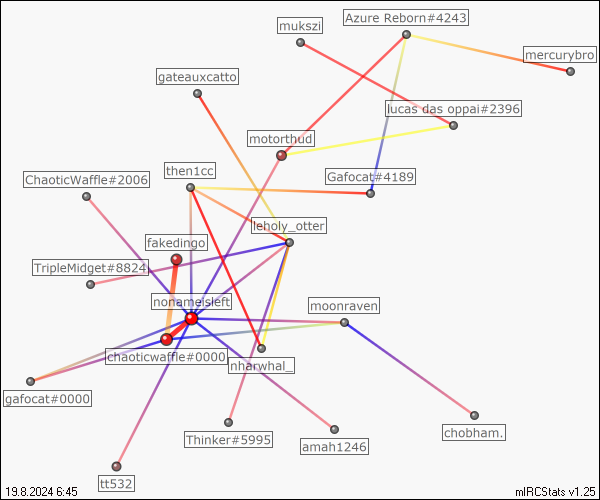 Azure Reborn#4243
mukszi
mercurybro
gateauxcatto
lucas das oppai#2396
motorthud
then1cc
Gafocat#4189
ChaoticWaffle#2006
leholy_otter
fakedingo
TripleMidget#8824
nonameisleft
moonraven
chaoticwaffle#0000
nharwhal_
gafocat#0000
Thinker#5995
amah1246
chobham.
tt532
19.8.2024 6:45
mIRCStats v1.25